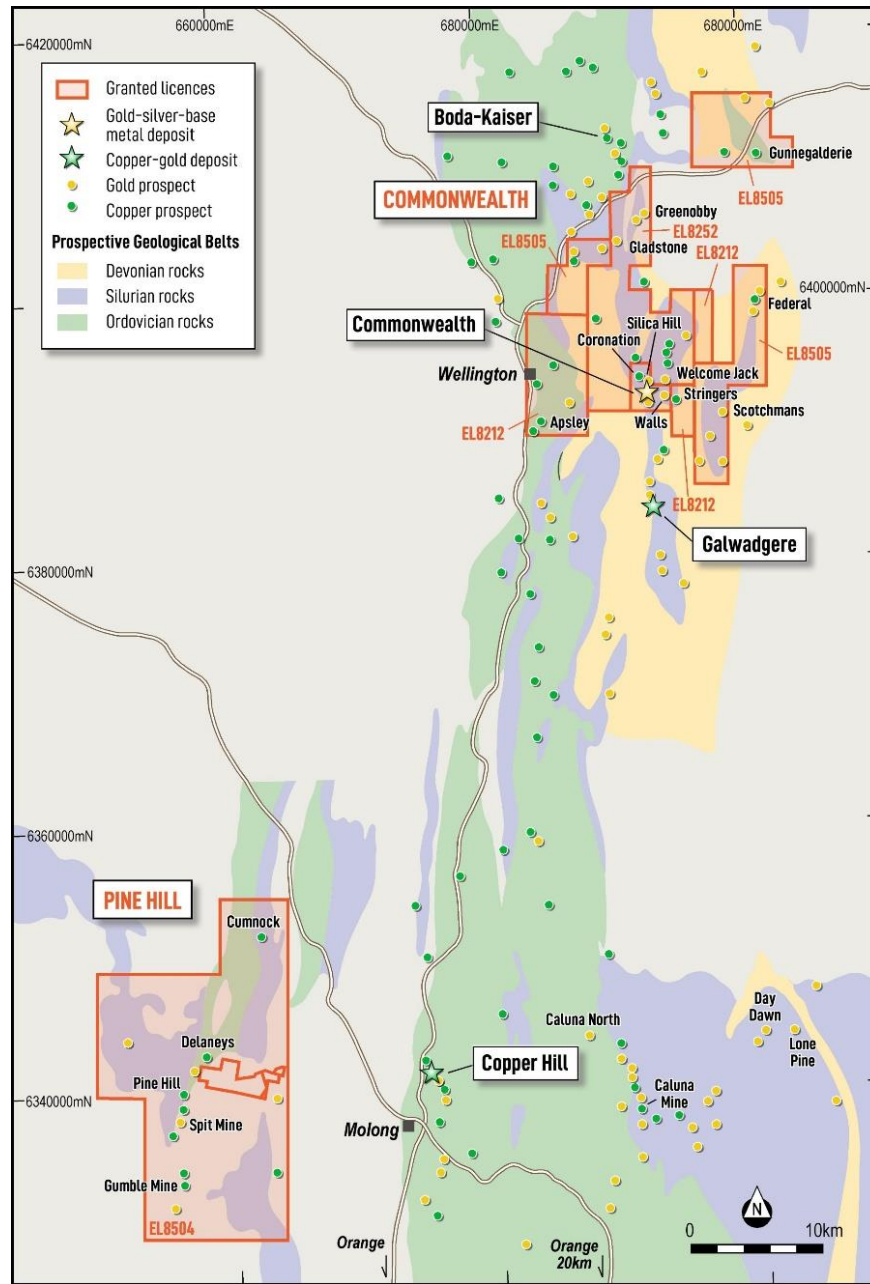 660000mE
680000mE
680000mE
6420000mN
Granted licences
Gold-silver-base
metal deposit
Copper-gold deposit
Gold prospect
Copper prospect
Prospective Geological Belts
Devonian rocks
Silurian rocks
Ordovician rocks
Boda-Kaiser
Gunnegalderie
EL8505
COMMONWEALTH
Greenobby
EL8252
EL8505
Gladstone
EL8212
6400000mN
Federal
Commonwealth
Silica Hill
Coronation
EL8505
Wellington
Welcome Jack
Stringers
Scotchmans
EL8212
Apsley
Walls
EL8212
Galwadgere
6380000mN
6360000mN
PINE HILL
Cumnock
Day
Dawn
Caluna North
Lone
Pine
Delaneys
Copper Hill
Pine Hill
Caluna
Mine
6340000mN
Spit Mine
Molong
Gumble Mine
N
0
10km
EL8504
Orange
Orange
20km